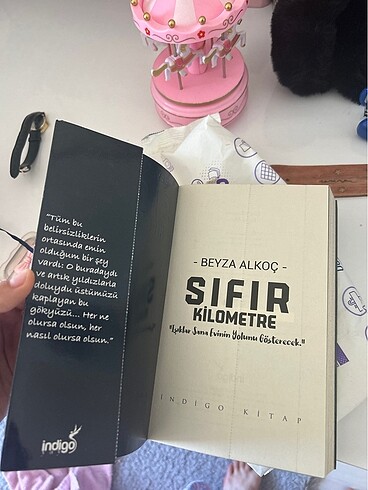 "Tüm bu
belirsizliklerin
ortasında emin
olduğum bir şey
vardı: O buradaydı
ve artık yıldızlarla
doluydu üstümüzü
kaplayan bu
gökyüzü... Her ne
olursa olsun, her
nasıl olursa olsun."
indigo
- BEYZA ALKOÇ -
SIFIR
KİLOMETRE
"Işıklar Sana Evinin Yolunu Gösterecek."
İNDİGO KİTAP